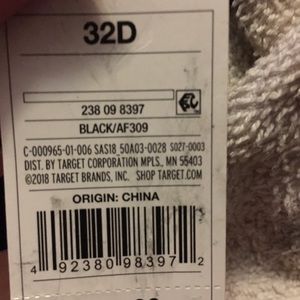 32D
238 09 8397
BLACK/AF309
C-000965-01-006 SAS18 50A03-0028 S027-0003
DIST. BY TARGET CORPORATION MPLS., MN 55403
©2018 TARGET BRANDS, INC. SHOP TARGET.COM
ORIGIN: CHINA
4 92380 98397 2